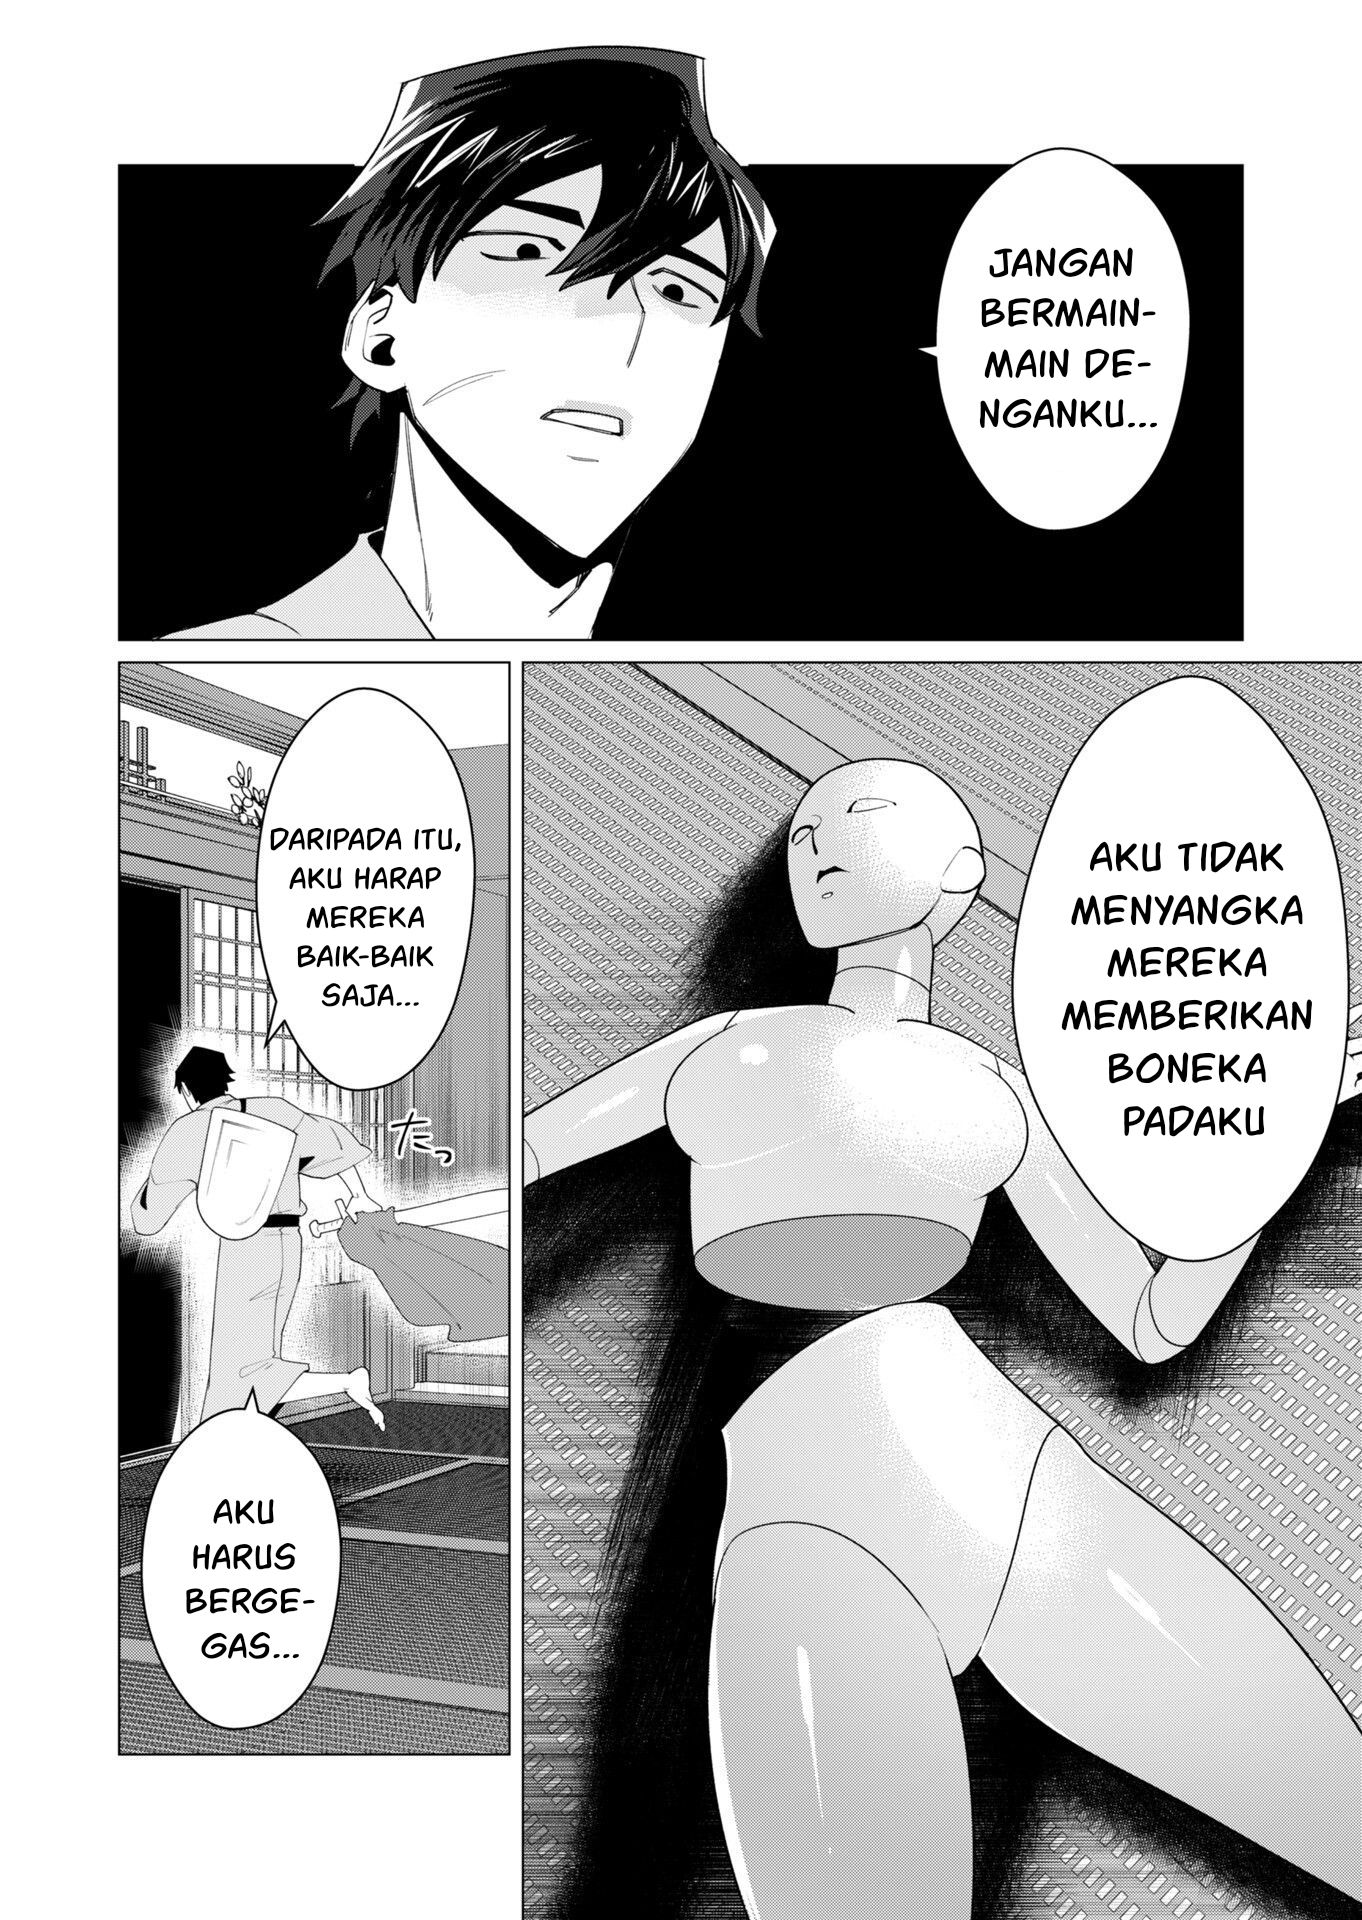 JANGAN
BERMAIN-
MAIN DE-
NGANKU...
AKU TIDAK
MENYANGKA
MEREKA
MEMBERIKAN
BONEKA
PADAKU
DARIPADA ITU,
AKU HARAP
MEREKA
BAIK-BAIK
SAJA...
たっ
AKU
HARUS
BERGE-
GAS...